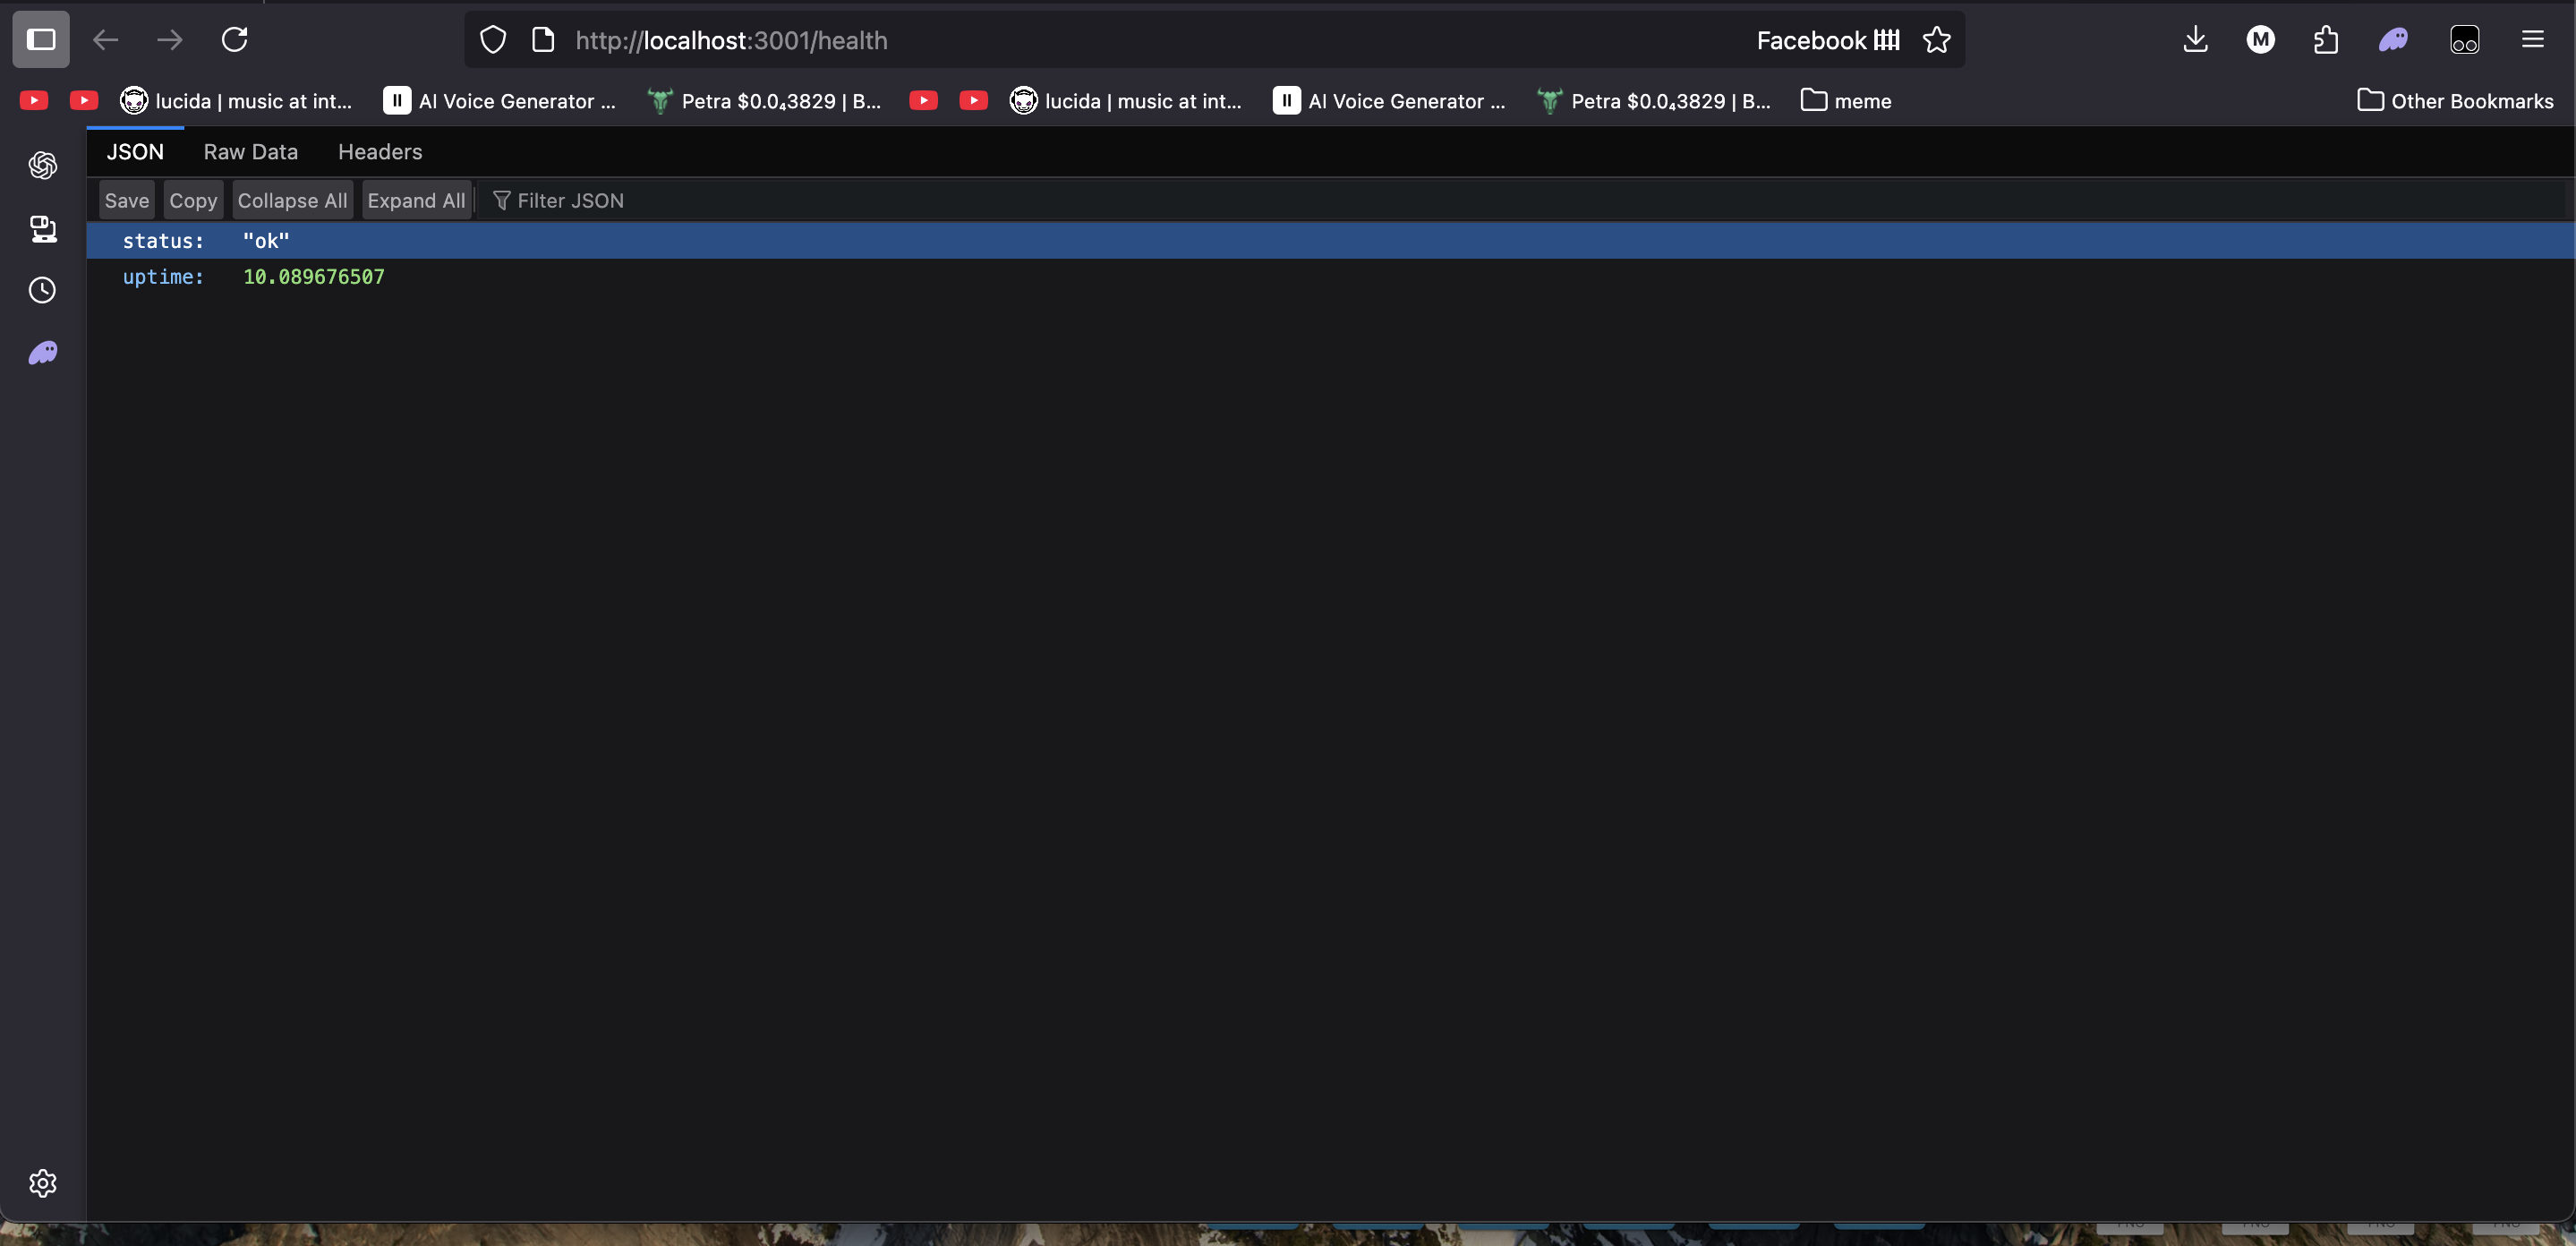 http://localhost:3001/health
Facebook
M
lucida | music at int...
AI Voice Generator ...
Petra $0.0₄3829 | B...
lucida | music at int...
AI Voice Generator ...
Petra $0.0₄3829 | B...
meme
Other Bookmarks
JSON Raw Data Headers
Save Copy Collapse All Expand All Filter JSON
status: "ok"
uptime: 10.089676507